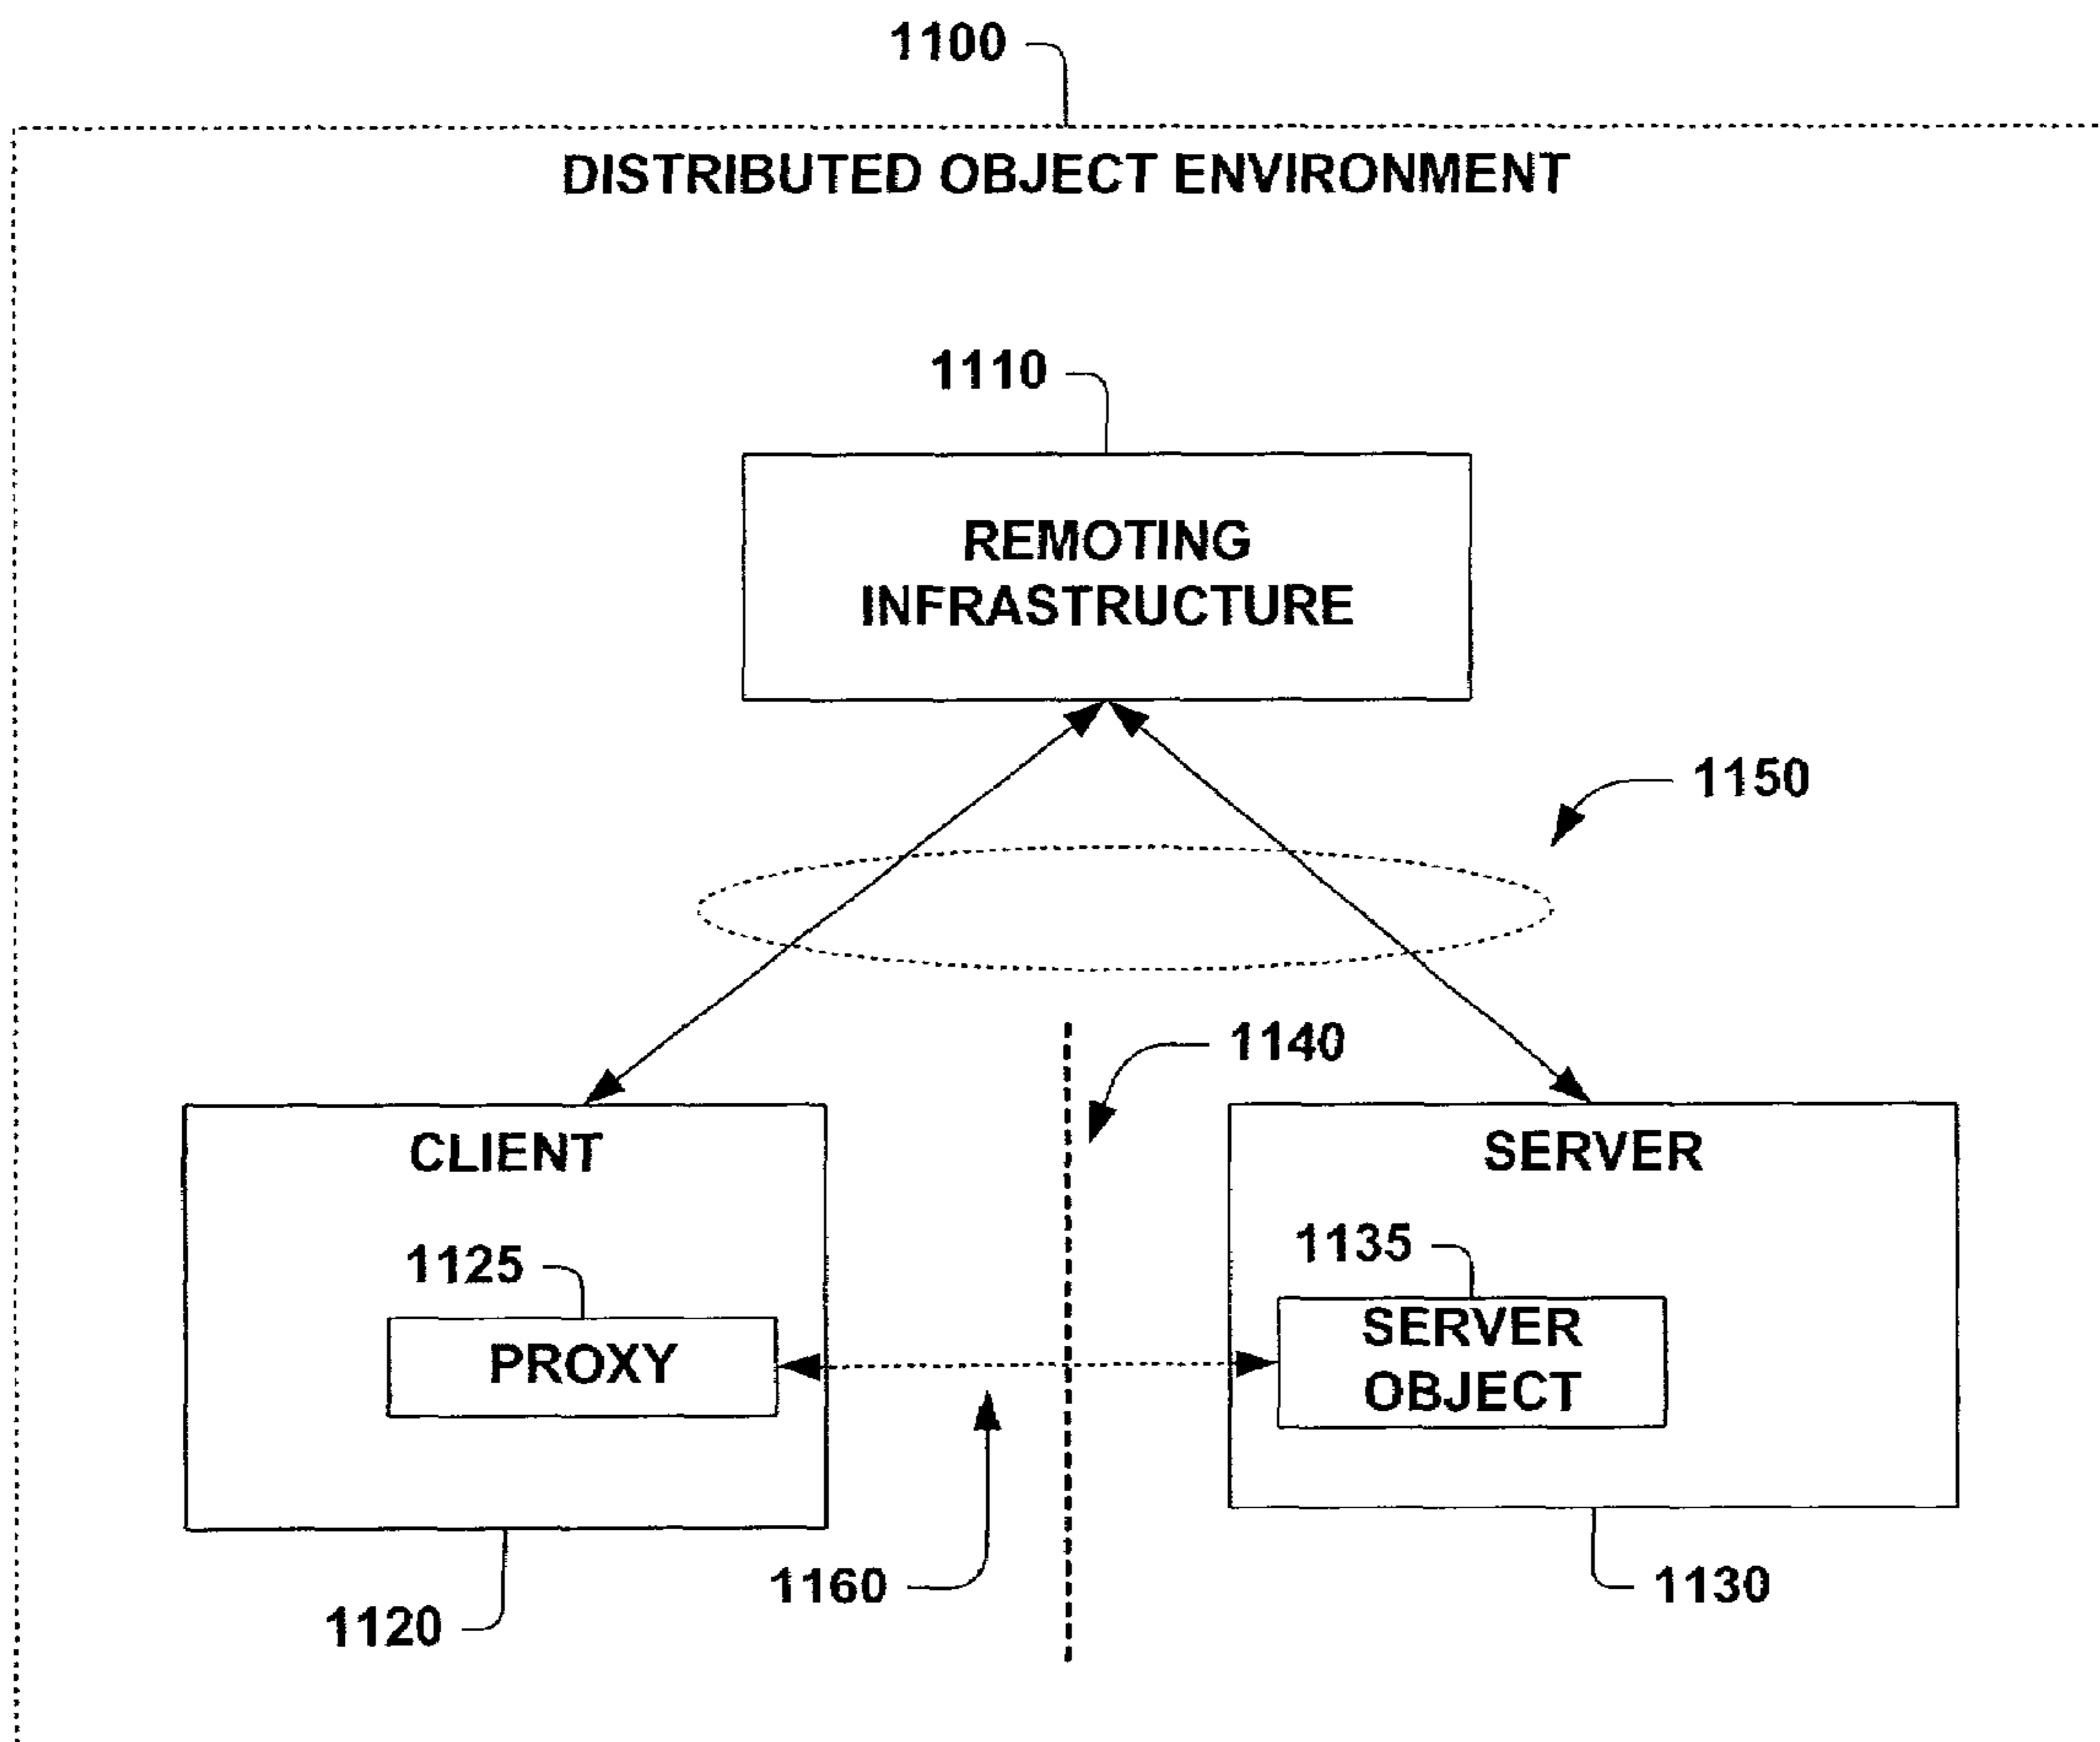 1100
DISTRIBUTED OBJECT ENVIRONMENT
1110
REMOTING
INFRASTRUCTURE
1150
1140
CLIENT
SERVER
1125
1135
PROXY
SERVER
OBJECT
1160
1130
1120